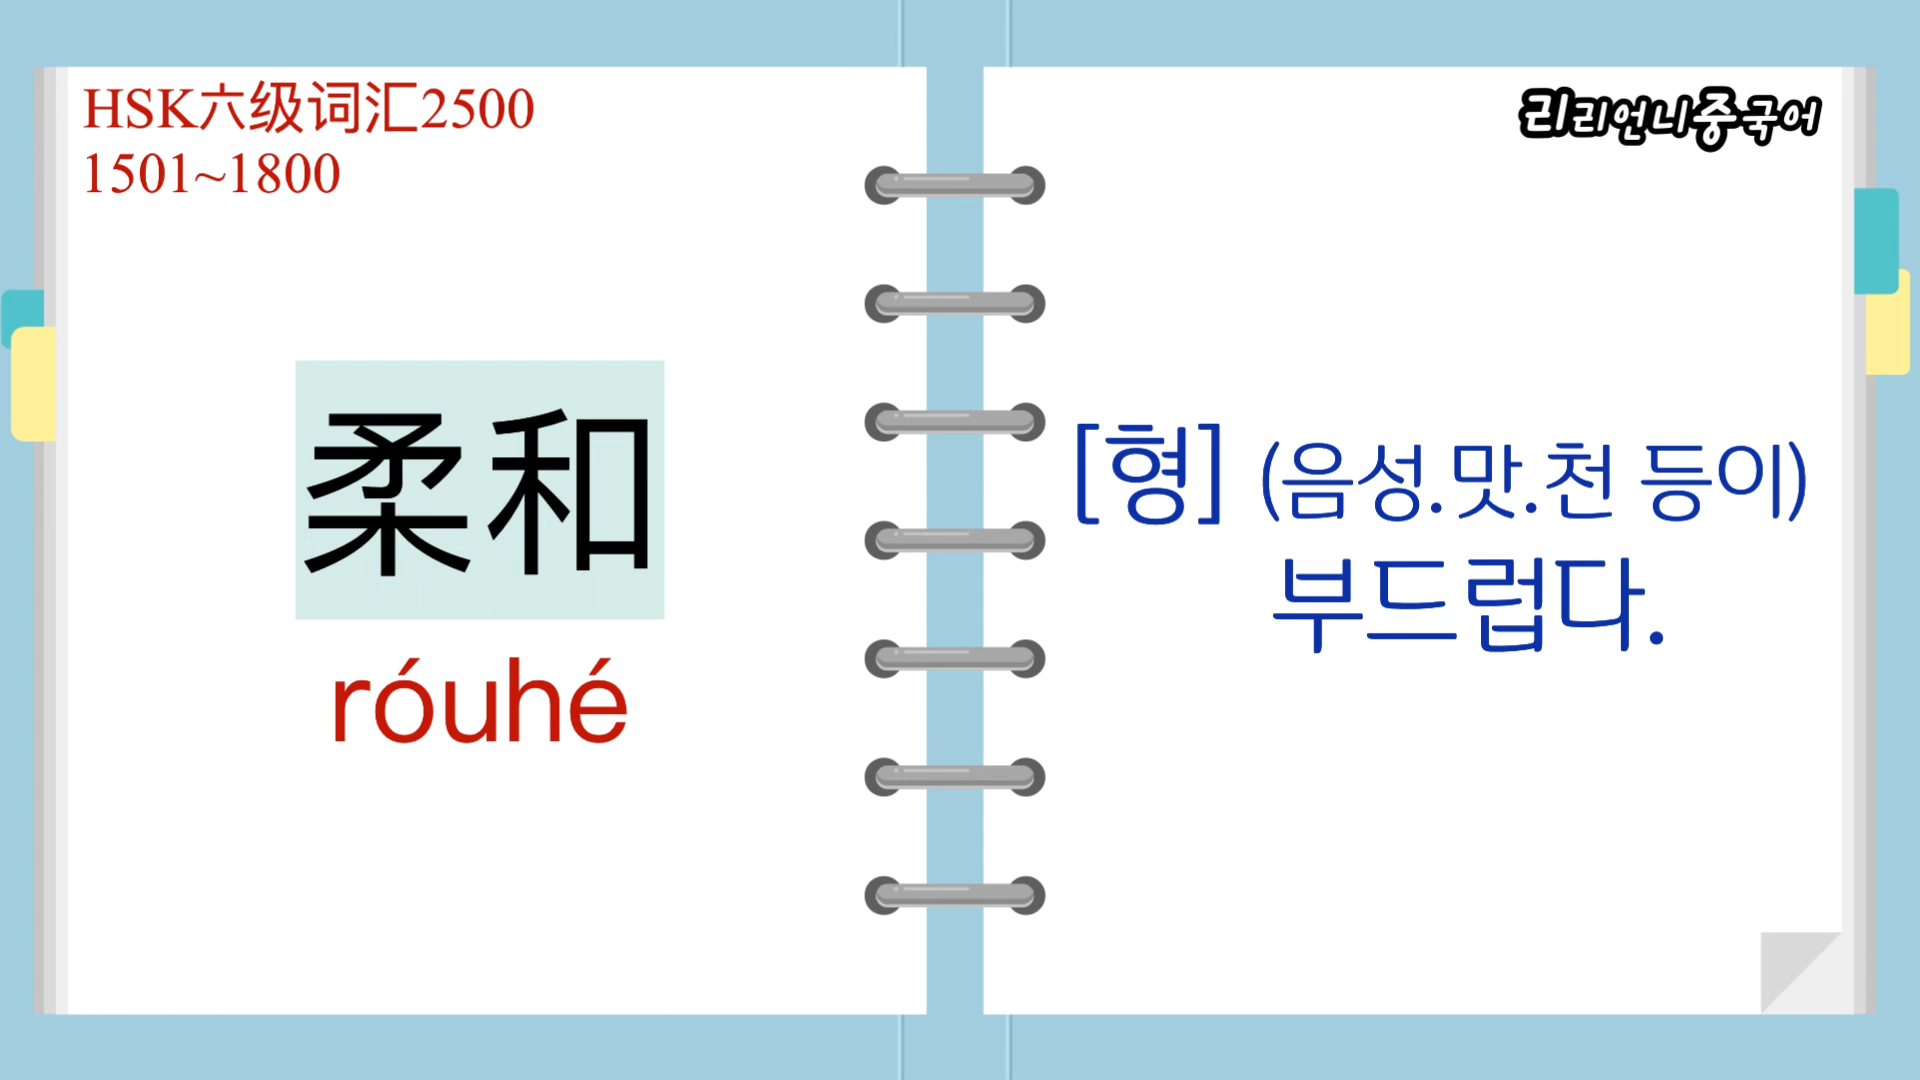 HSK六级词汇2500
1501~1800
리리언니중국어
柔和
róuhé
[형] (음성.맛.천 등이)
부드럽다.